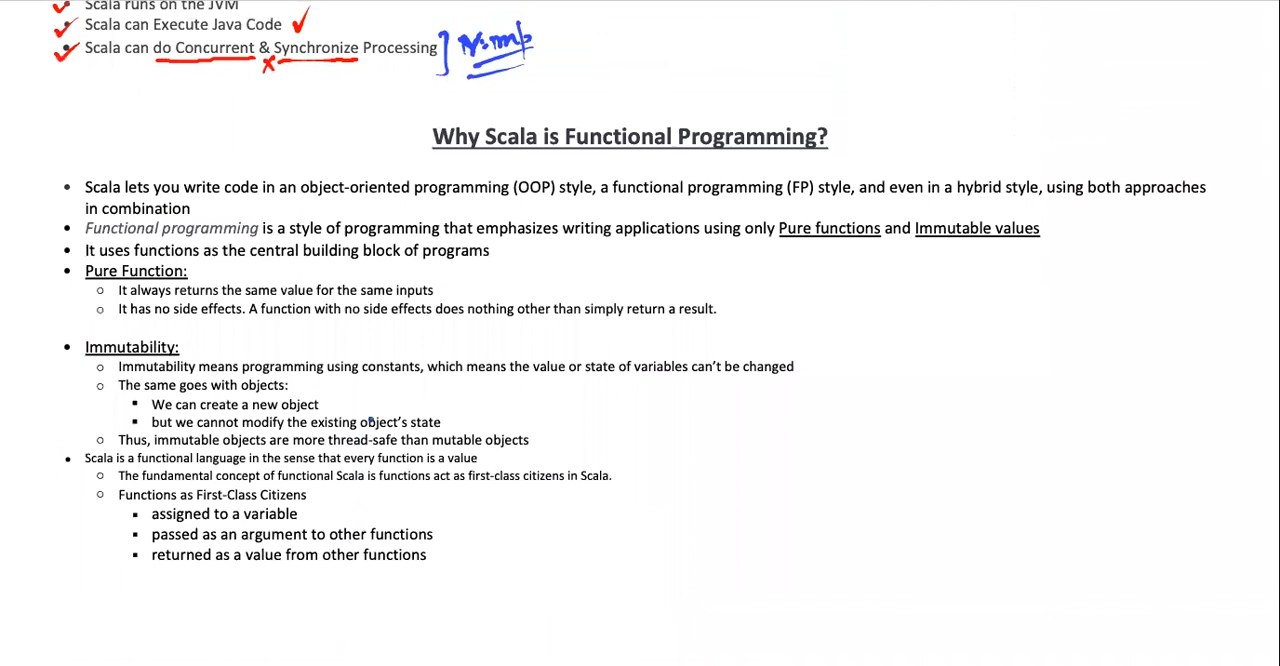 Scala runs on the JVM
Scala can Execute Java Code
Scala can do Concurrent & Synchronize Processing
Why Scala is Functional Programming?
Scala lets you write code in an object-oriented programming (OOP) style, a functional programming (FP) style, and even in a hybrid style, using both approaches
in combination
Functional programming is a style of programming that emphasizes writing applications using only Pure functions and Immutable values
It uses functions as the central building block of programs
Pure Function:
It always returns the same value for the same inputs
It has no side effects. A function with no side effects does nothing other than simply return a result.
Immutability:
Immutability means programming using constants, which means the value or state of variables can't be changed
The same goes with objects:
We can create a new object
but we cannot modify the existing object's state
Thus, immutable objects are more thread-safe than mutable objects
Scala is a functional language in the sense that every function is a value
The fundamental concept of functional Scala is functions act as first-class citizens in Scala.
Functions as First-Class Citizens
assigned to a variable
passed as an argument to other functions
returned as a value from other functions